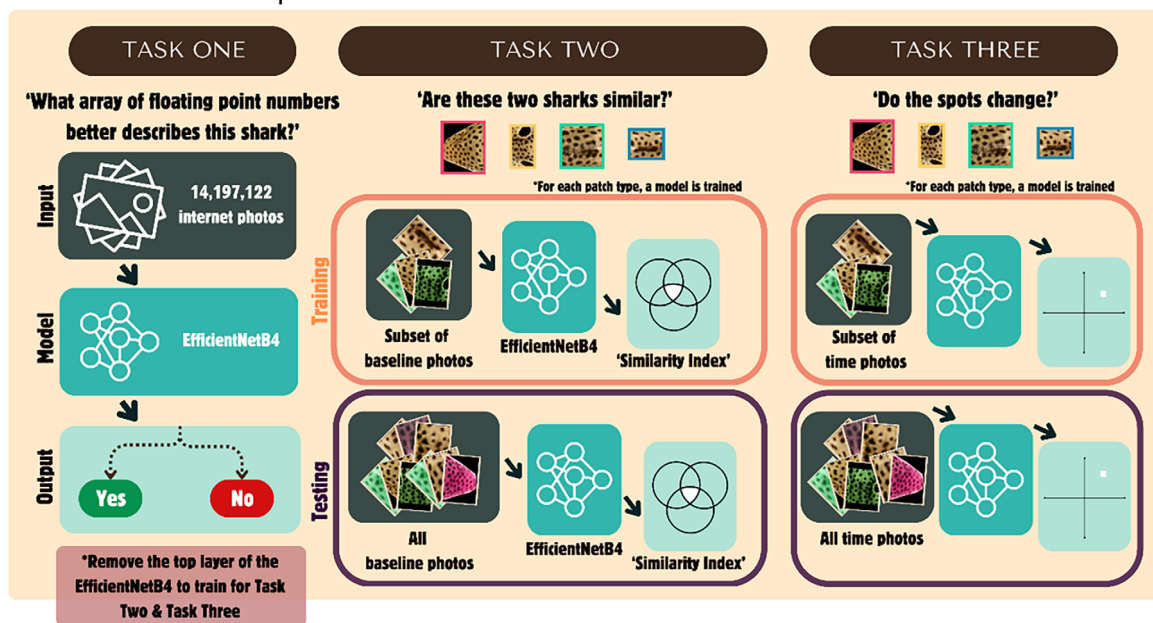 TASK ONE
'What array of floating point numbers
better describes this shark?'
Input
14,197,122
internet photos
Model
EfficientNetB4
Output
Yes
No
*Remove the top layer of the
EfficientNetB4 to train for Task
Two & Task Three
TASK TWO
'Are these two sharks similar?'
*For each patch type, a model is trained
Training
Subset of
baseline photos
EfficientNetB4
'Similarity Index'
Testing
All
baseline photos
EfficientNetB4
'Similarity Index'
TASK THREE
'Do the spots change?'
*For each patch type, a model is trained
Subset of
time photos
All time photos